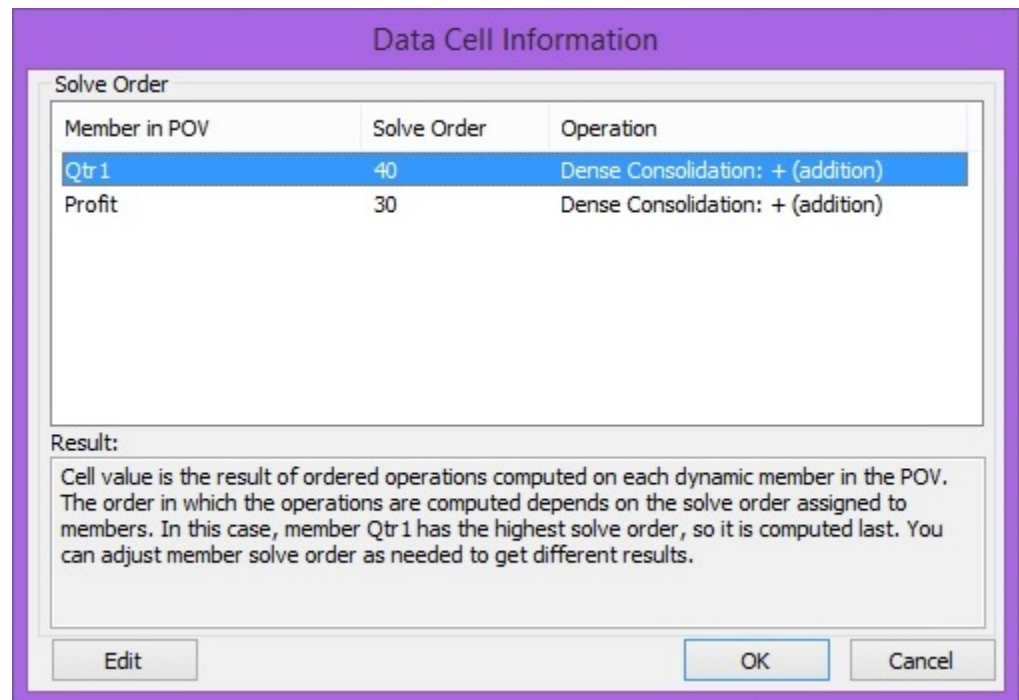 Data Cell Information
Solve Order
Member in POV Solve Order Operation
Qtr1 40 Dense Consolidation: + (addition)
Profit 30 Dense Consolidation: + (addition)
Result:
Cell value is the result of ordered operations computed on each dynamic member in the POV.
The order in which the operations are computed depends on the solve order assigned to
members. In this case, member Qtr1 has the highest solve order, so it is computed last. You
can adjust member solve order as needed to get different results.
Edit OK Cancel